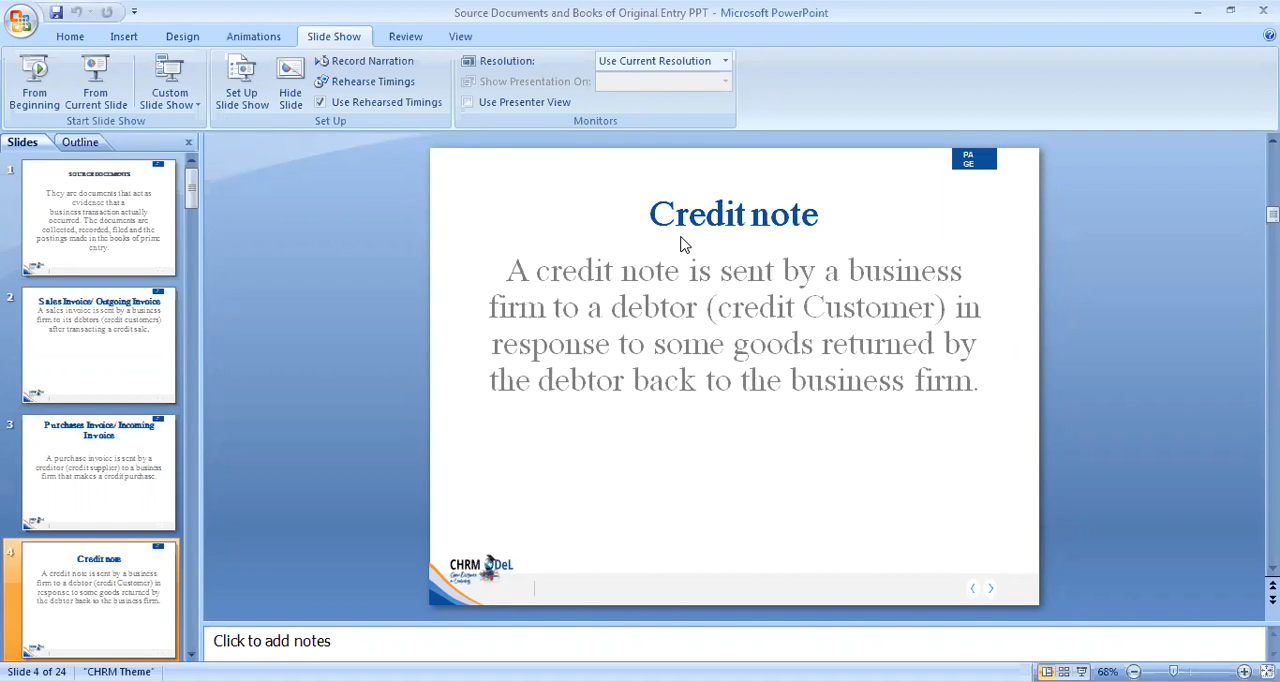 Source Documents and Books of Original Entry PPT - Microsoft PowerPoint
Home Insert Design Animations Slide Show Review View
From Beginning
From Current Slide
Custom Slide Show
Start Slide Show
Set Up Slide Show
Hide Slide
Record Narration
Rehearse Timings
Use Rehearsed Timings
Set Up
Resolution: Use Current Resolution
Show Presentation On:
Use Presenter View
Monitors
Slides Outline
1
SOURCE DOCUMENTS
They are documents that act as
evidence that a
business transaction actually
occurred. The documents are
collected, recorded, filed and the
postings made in the books of prime
entry.
2
Sales Invoice/ Outgoing Invoice
A sales invoice is sent by a business
firm to its debtors (credit customers)
after transacting a credit sale.
3
Purchases Invoice/ Incoming
Invoice
A purchase invoice is sent by a
creditor (credit supplier) to a business
firm that makes a credit purchase.
4
Credit note
A credit note is sent by a business
firm to a debtor (credit Customer) in
response to some goods returned by
the debtor back to the business firm.
PA
GE
Credit note
A credit note is sent by a business
firm to a debtor (credit Customer) in
response to some goods returned by
the debtor back to the business firm.
CHRM ODeL
Click to add notes
Slide 4 of 24 "CHRM Theme" 68%